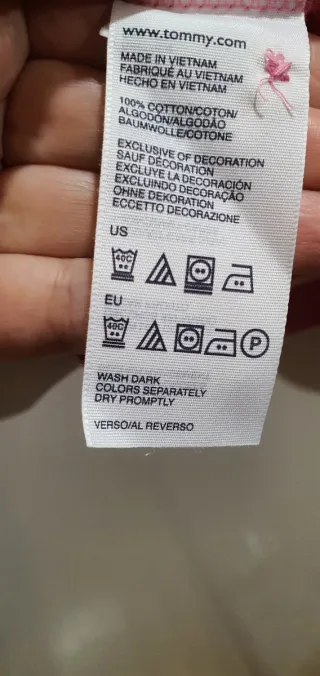 www.tommy.com
MADE IN VIETNAM
FABRIQUÉ AU VIETNAM
HECHO EN VIETNAM
100% COTTON/COTON/
ALGODÓN/ALGODÃO
BAUMWOLLE/COTONE
EXCLUSIVE OF DECORATION
SAUF DÉCORATION
EXCLUYE LA DECORACIÓN
EXCLUINDO DECORAÇÃO
OHNE DEKORATION
ECCETTO DECORAZIONE
US
40C
EU
40C P
WASH DARK
COLORS SEPARATELY
DRY PROMPTLY
VERSO/AL REVERSO